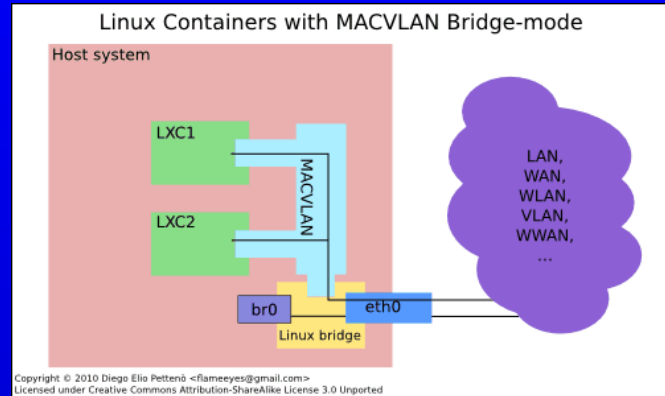 Linux Containers with MACVLAN Bridge-mode
Host system
LXC1
MACVLAN
LXC2
br0
eth0
Linux bridge
LAN,
WAN,
WLAN,
VLAN,
WWAN,
...
Copyright © 2010 Diego Elio Pettenò <flameeyes@gmail.com>
Licensed under Creative Commons Attribution-ShareAlike License 3.0 Unported